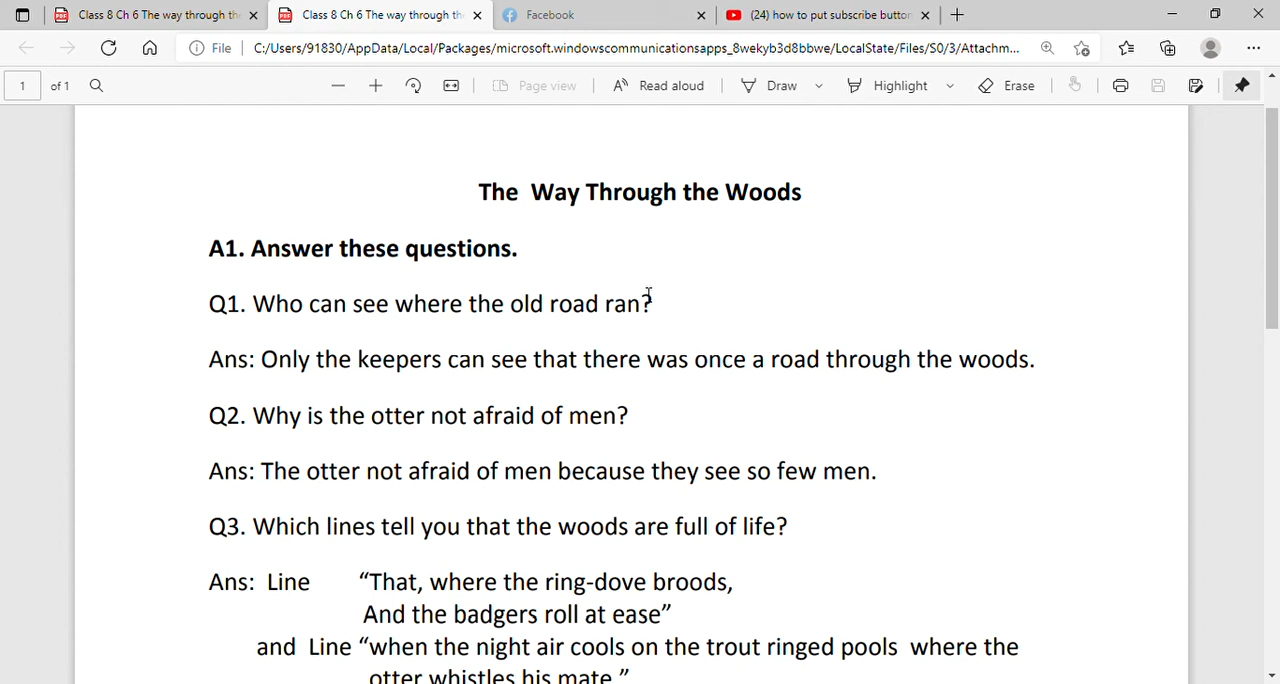 Class 8 Ch 6 The way through th
Class 8 Ch 6 The way through th
Facebook
(24) how to put subscribe button
File
C:/Users/91830/AppData/Local/Packages/microsoft.windowscommunicationsapps_8wekyb3d8bbwe/LocalState/Files/S0/3/Attachm...
1 of 1
Page view
Read aloud
Draw
Highlight
Erase
The Way Through the Woods
A1. Answer these questions.
Q1. Who can see where the old road ran?
Ans: Only the keepers can see that there was once a road through the woods.
Q2. Why is the otter not afraid of men?
Ans: The otter not afraid of men because they see so few men.
Q3. Which lines tell you that the woods are full of life?
Ans: Line “That, where the ring-dove broods,
And the badgers roll at ease”
and Line “when the night air cools on the trout ringed pools where the
otter whistles his mate.”